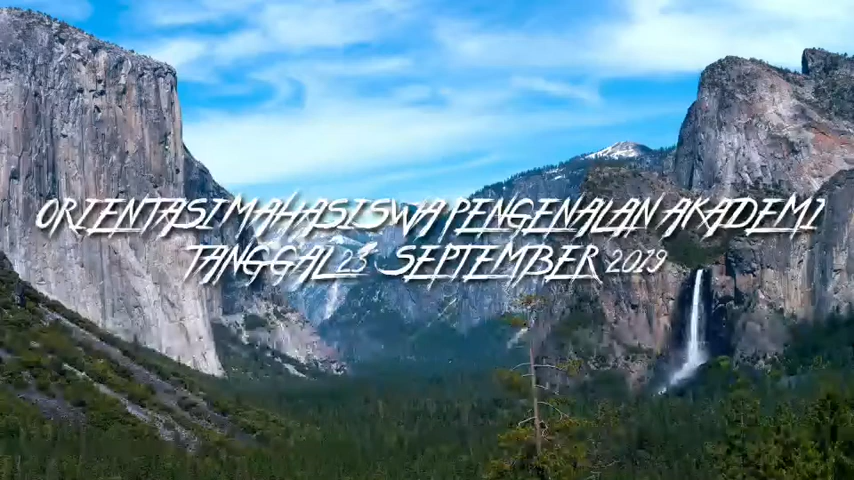 ORIENTASI MAHASISWA PENGENALAN AKADEMI
TANGGAL 23 SEPTEMBER 2019